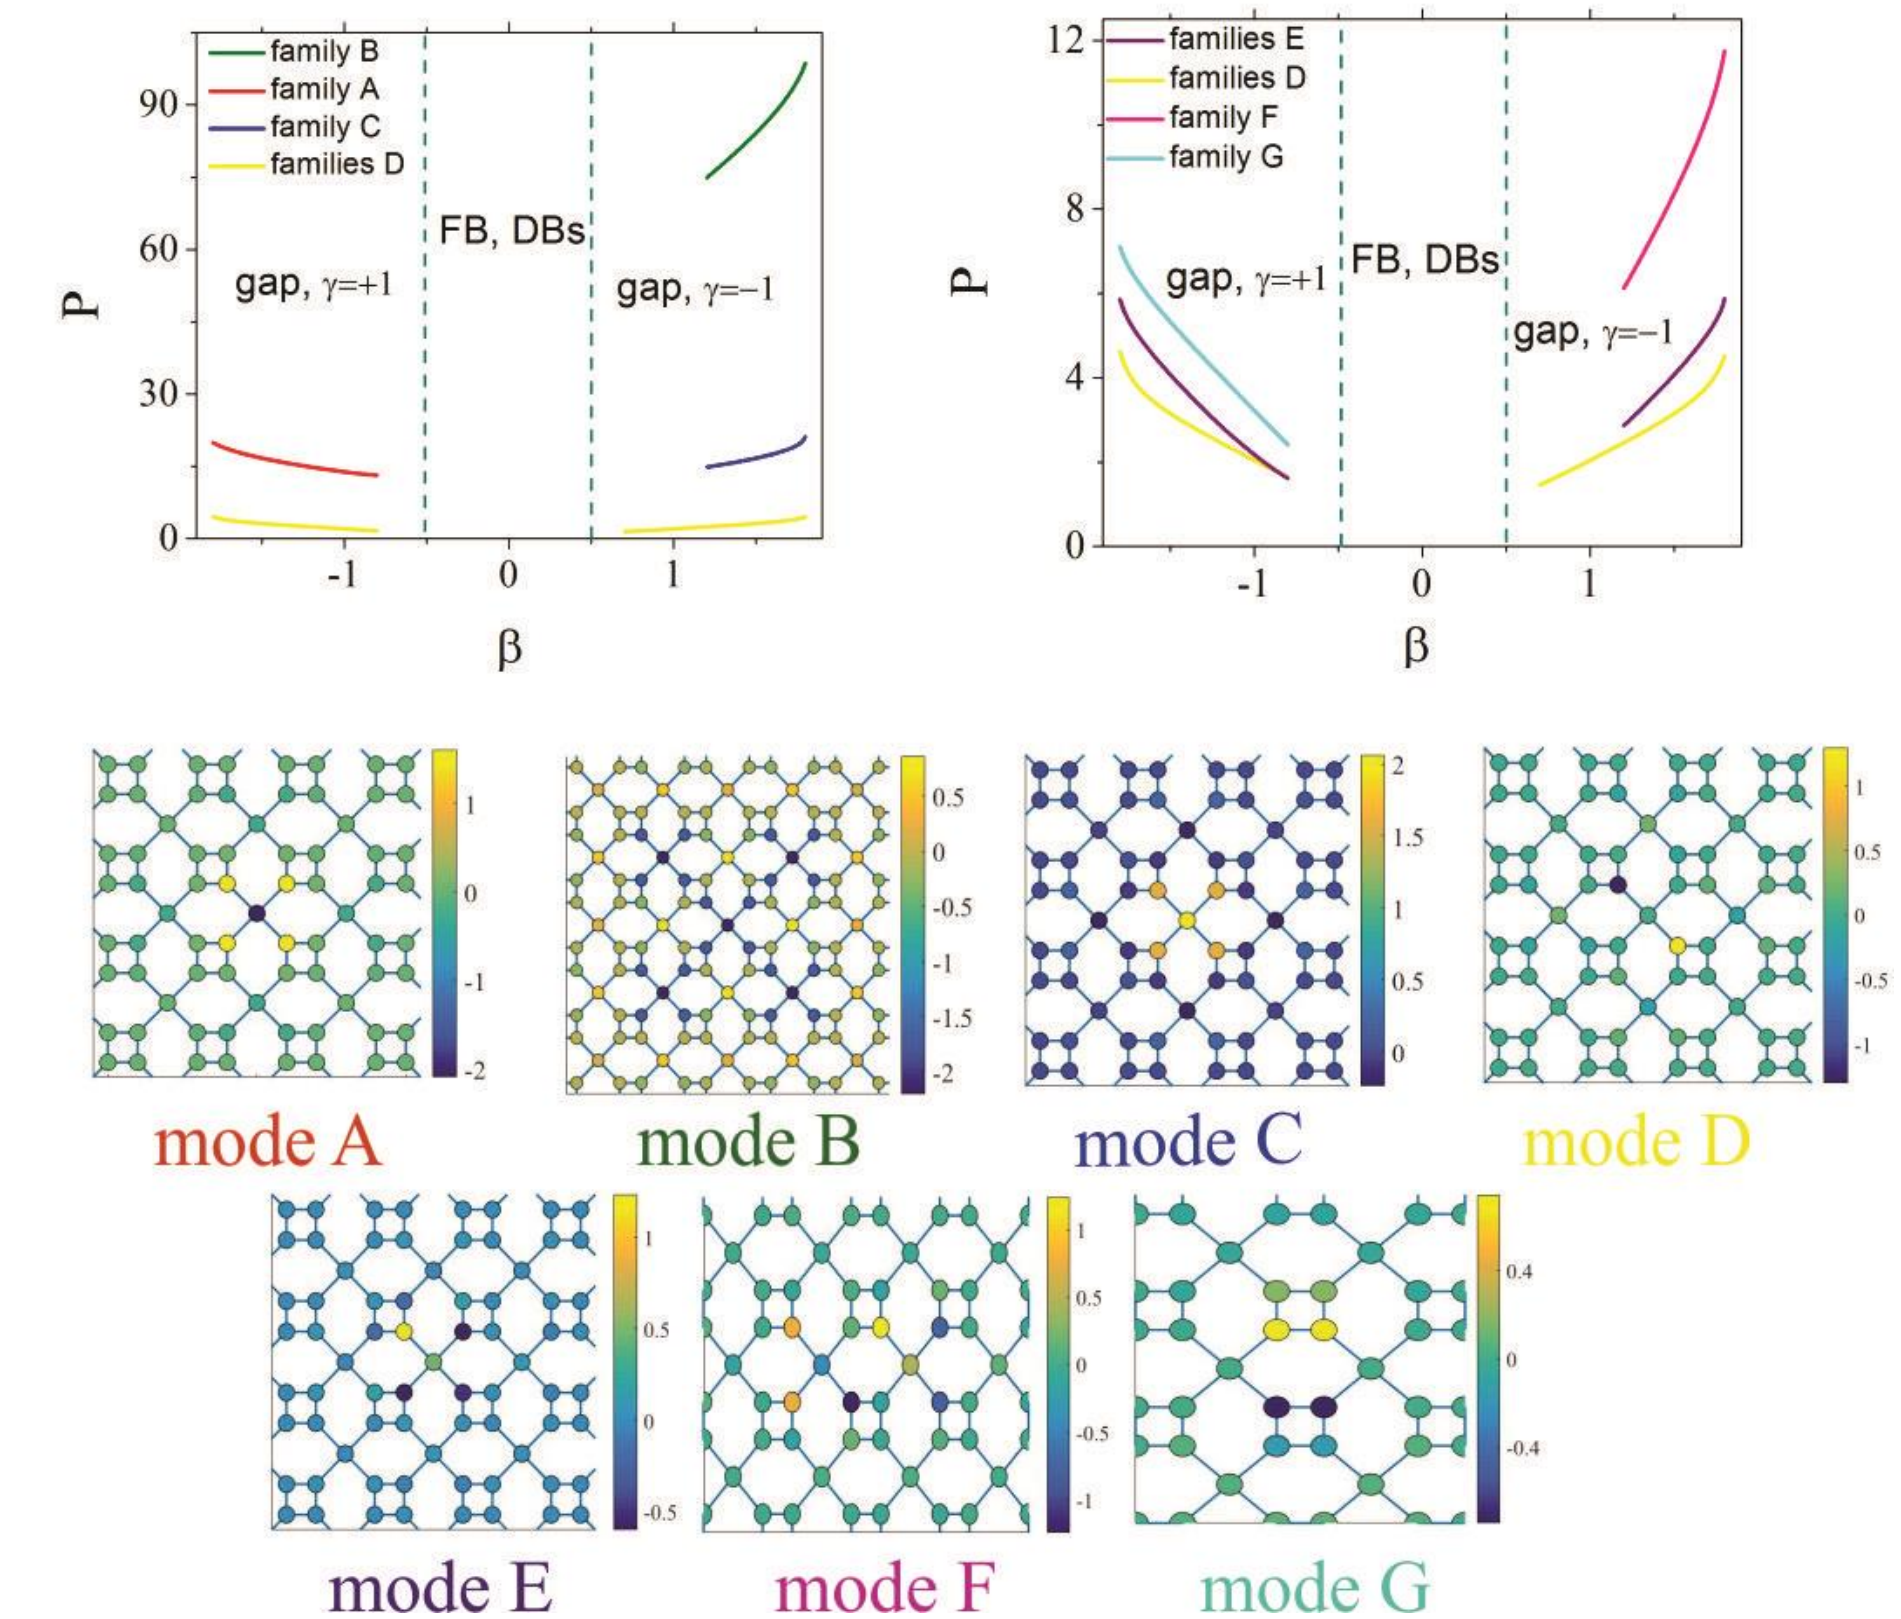 family B
family A
family C
families D
90
60
30
0
P
FB, DBs
gap, γ=+1
gap, γ=−1
-1
0
1
β
families E
families D
family F
family G
12
8
4
0
P
FB, DBs
gap, γ=+1
gap, γ=−1
-1
0
1
β
1
0
-1
-2
mode A
0.5
0
-0.5
-1
-1.5
-2
mode B
2
1.5
1
0.5
0
mode C
1
0.5
0
-0.5
-1
mode D
1
0.5
0
-0.5
mode E
1
0.5
0
-0.5
-1
mode F
0.4
0
-0.4
mode G